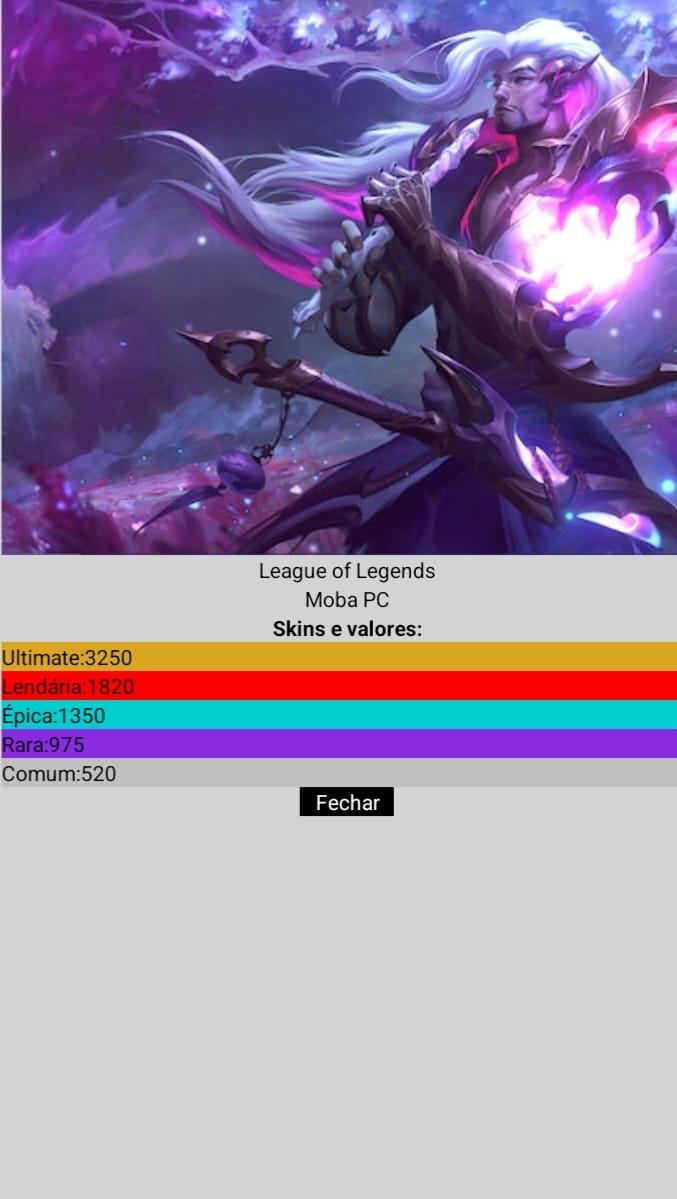 League of Legends
Moba PC
Skins e valores:
Ultimate:3250
Lendária:1820
Épica:1350
Rara:975
Comum:520
Fechar